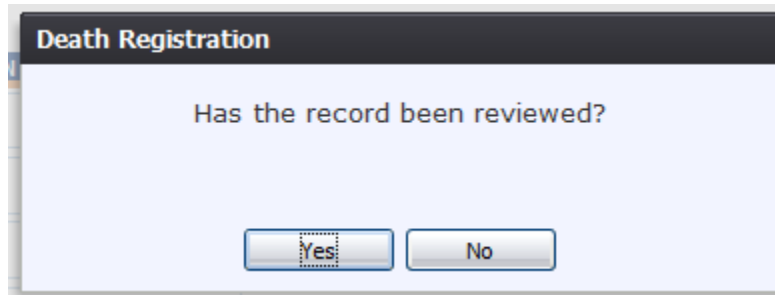 Death Registration
N
Has the record been reviewed?
Yes
No